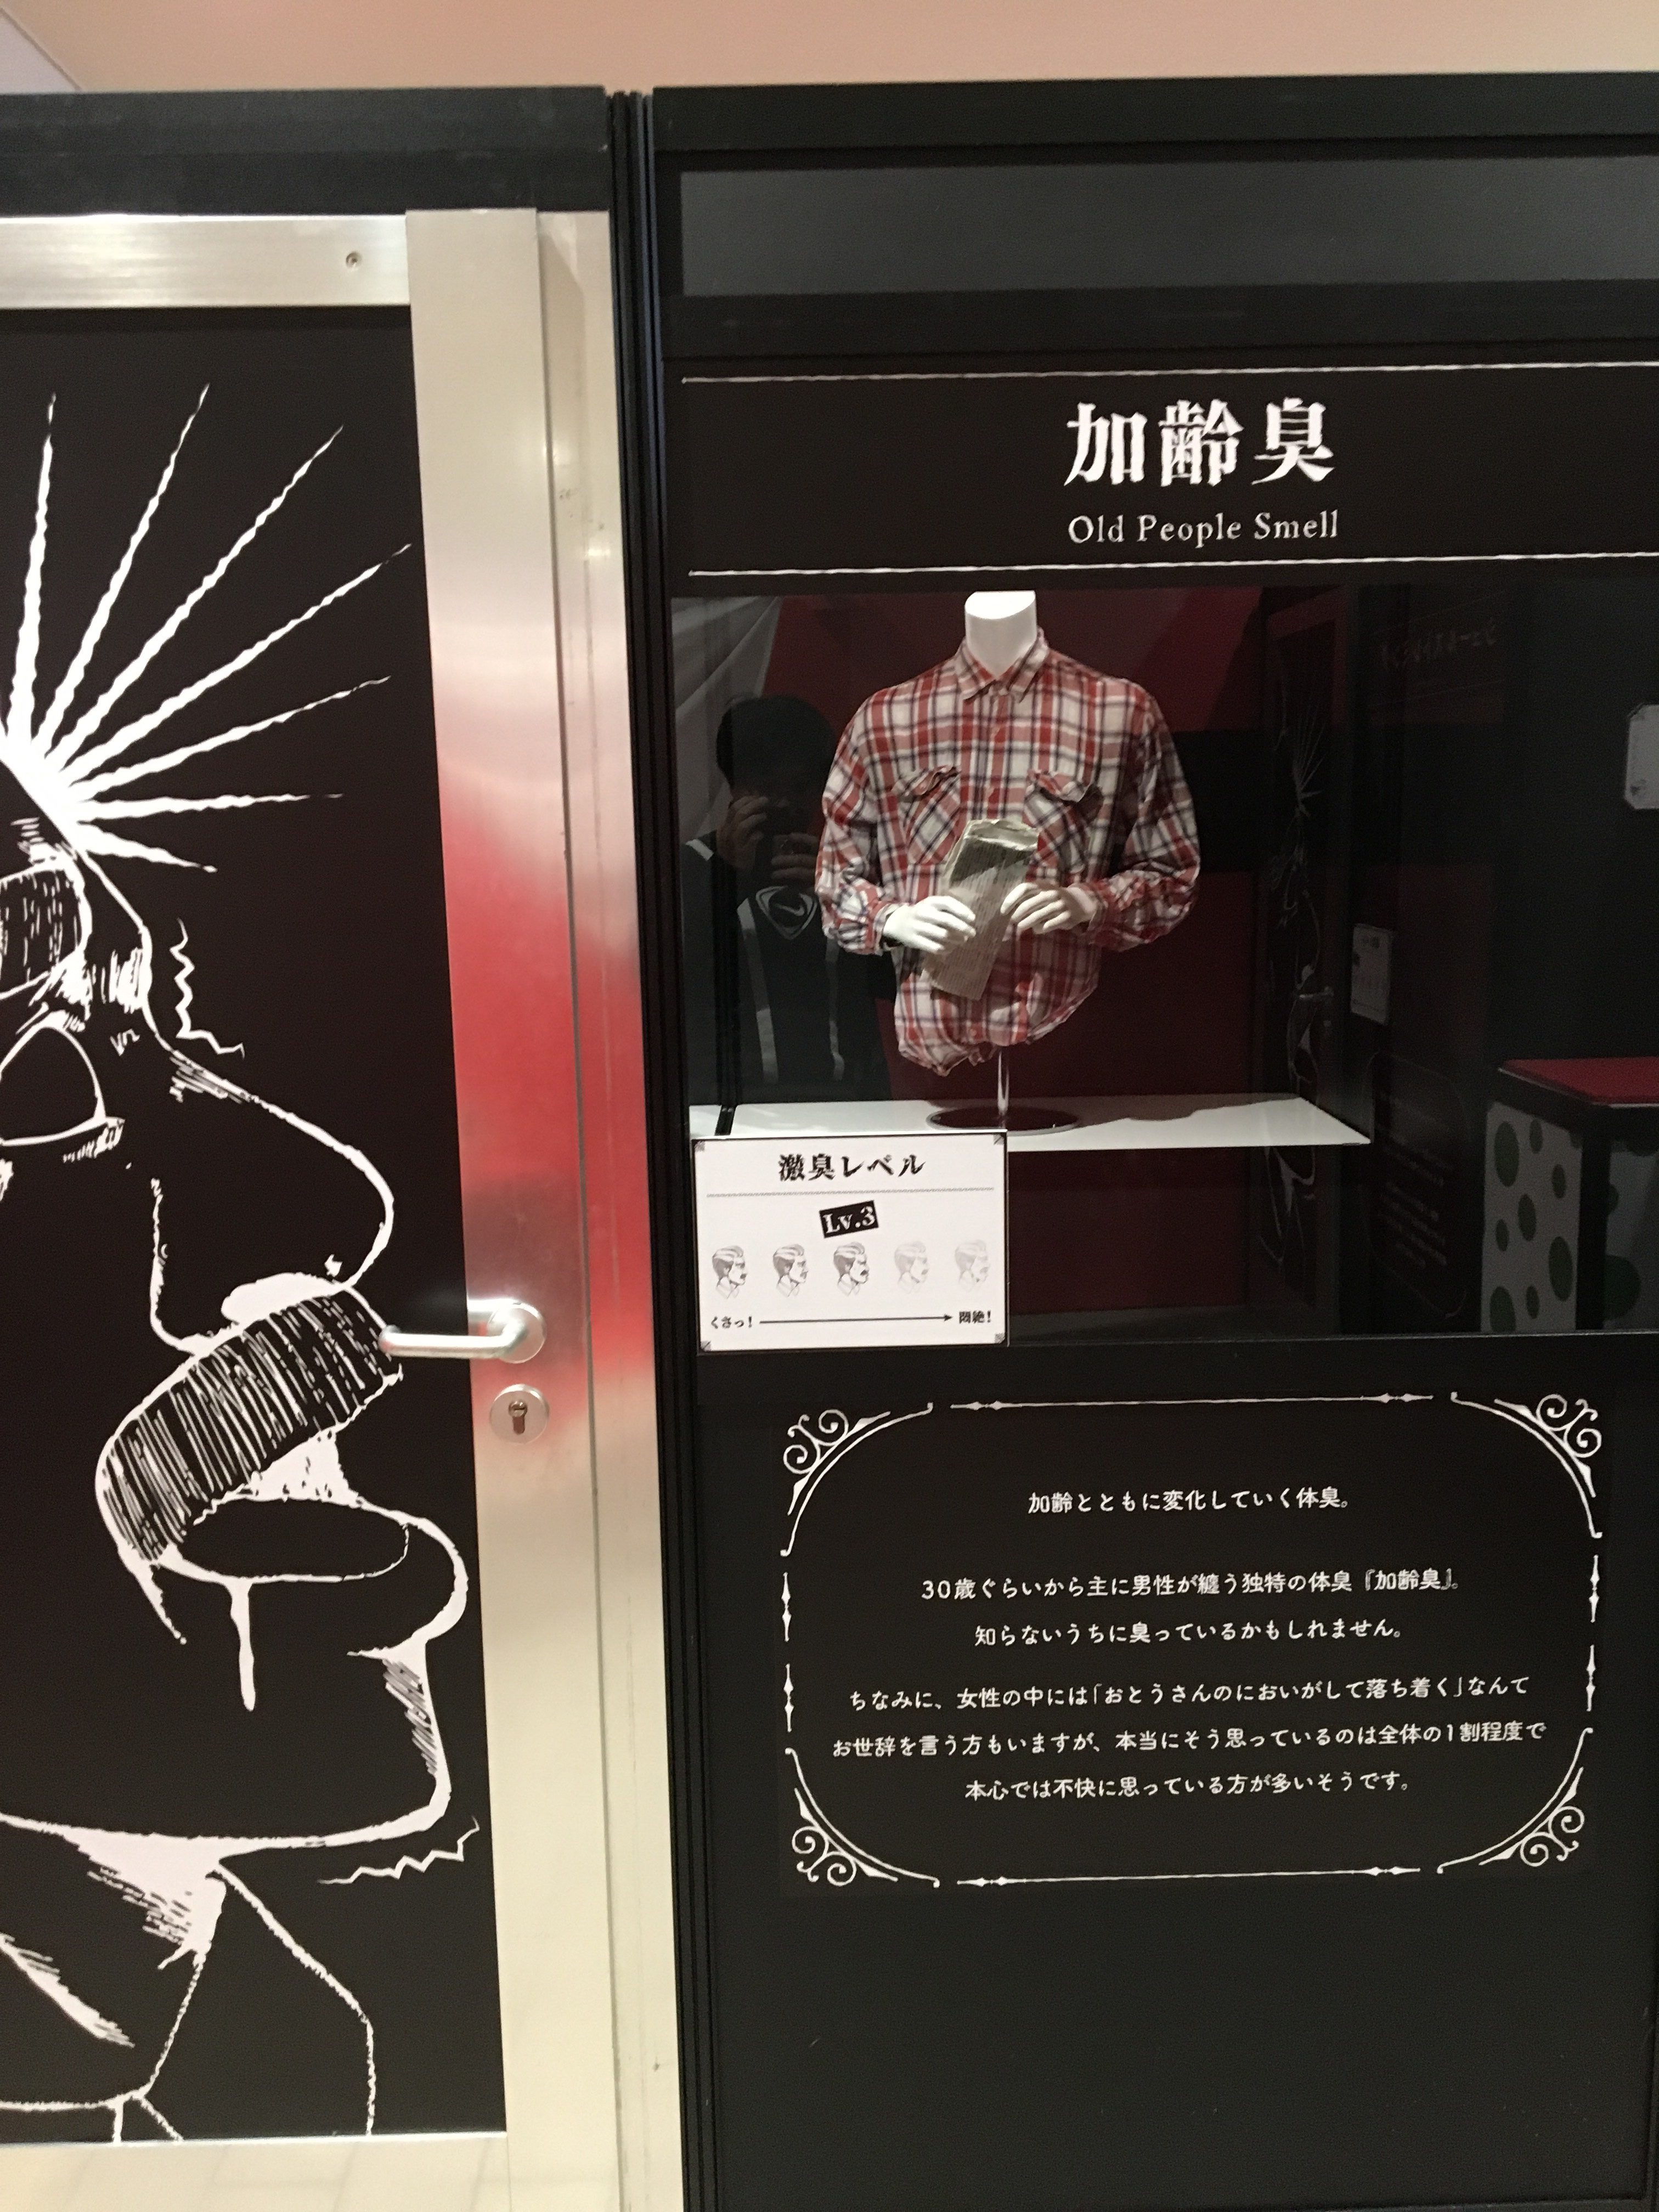 加齢臭
Old People Smell
激臭レベル
Lv.3
くさっ! 悶絶!
加齢とともに変化していく体臭。
30歳ぐらいから主に男性が纏う独特の体自『加齢臭』。
知らないうちに臭っているかもしれません。
ちなみに、女性の中には「おとうさんのにおいがして落ち着く」なんて
お世辞を言う方もいますが、本当にそう思っているのは全体の1割程度で
本心では不快に思っている方が多いそうです。